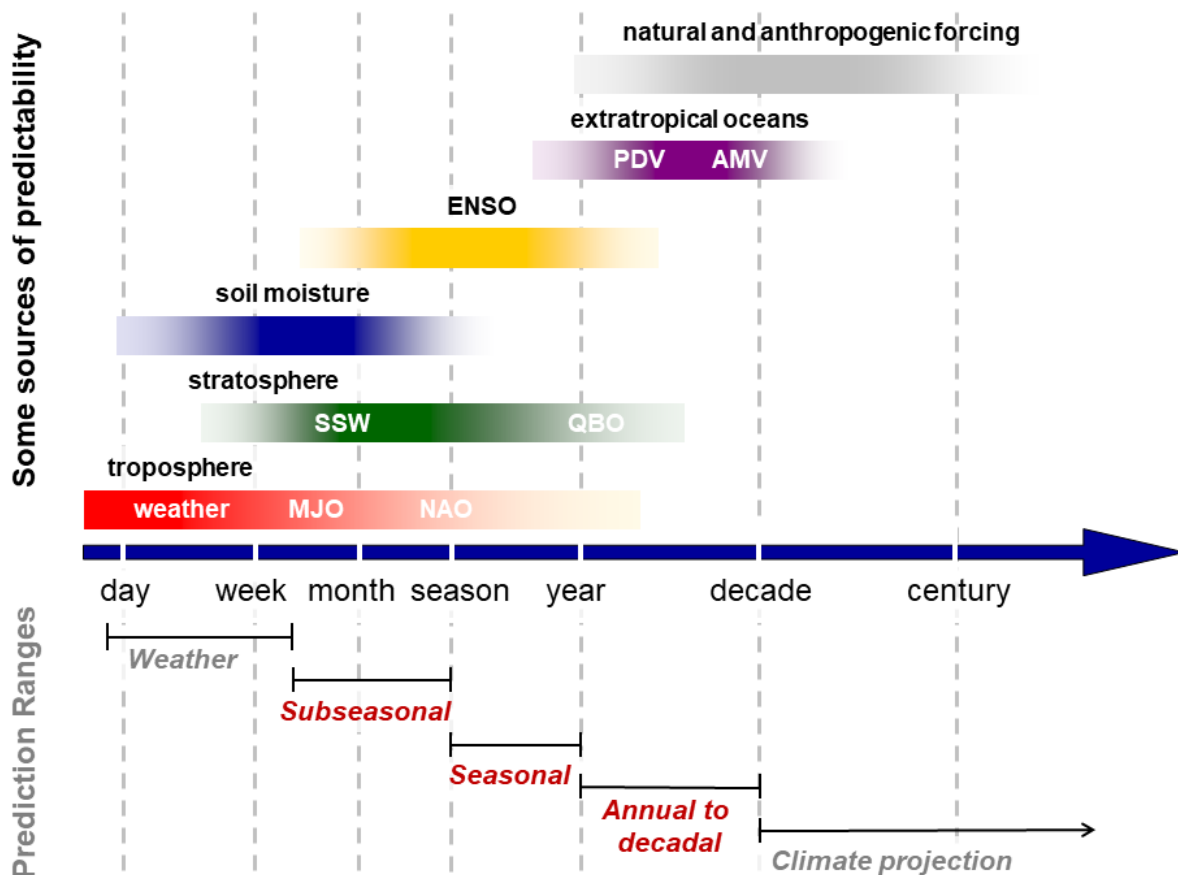 Some sources of predictability
natural and anthropogenic forcing
extratropical oceans
PDV AMV
ENSO
soil moisture
stratosphere
SSW QBO
troposphere
weather MJO NAO
day week month season year decade century
Prediction Ranges
Weather
Subseasonal
Seasonal
Annual to
decadal
Climate projection